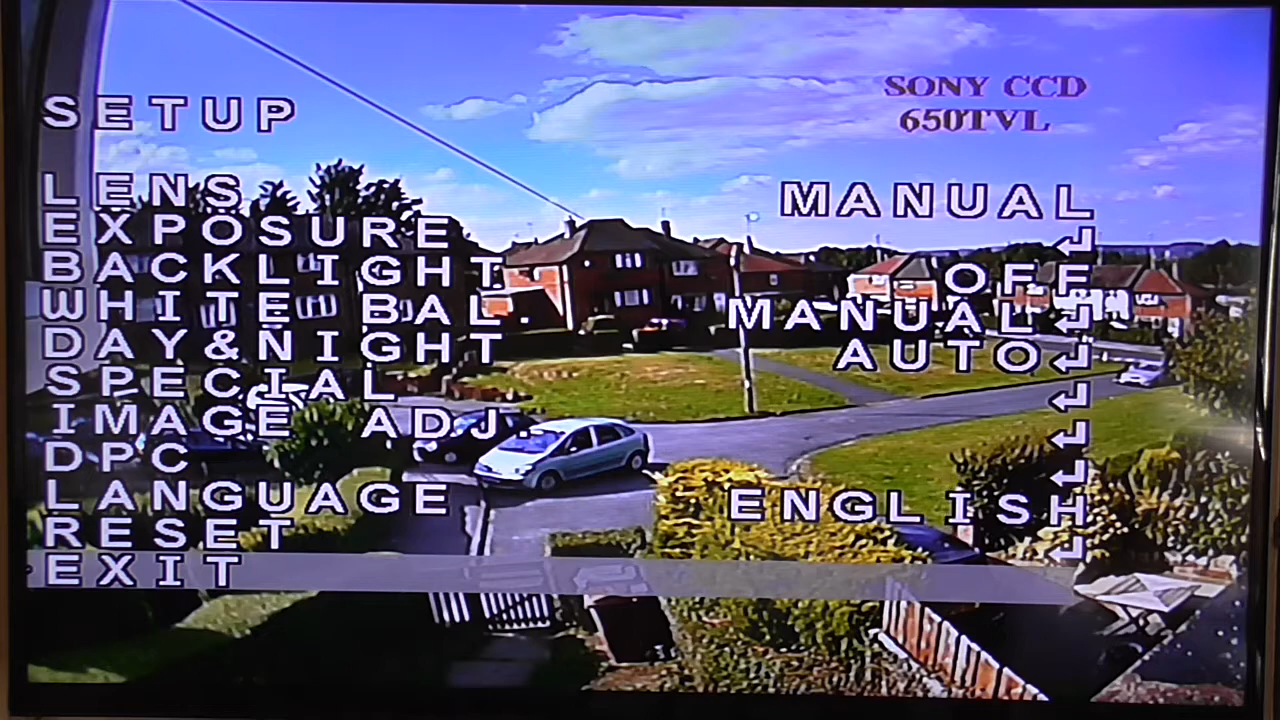 SONY CCD
650TVL
SETUP
LENS MANUAL↵
EXPOSURE ↵
BACKLIGHT OFF
WHITE BAL MANUAL↵
DAY&NIGHT AUTO↵
SPECIAL ↵
IMAGE ADJ. ↵
DPC ↵
LANGUAGE ENGLISH
RESET ↵
EXIT